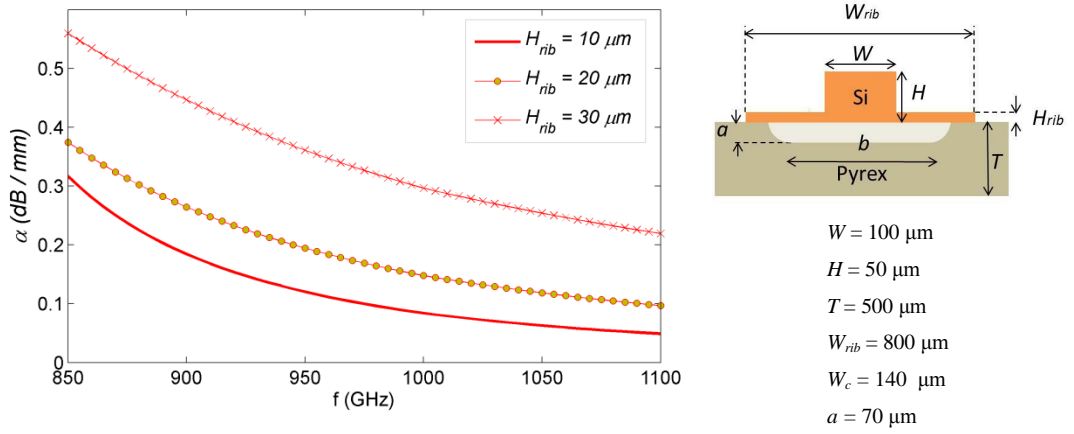 α (dB / mm)
0.5
0.4
0.3
0.2
0.1
0
850
900
950
1000
1050
1100
f (GHz)
H_rib = 10 μm
H_rib = 20 μm
H_rib = 30 μm
W_rib
W
Si
H
H_rib
a
b
T
Pyrex
W = 100 μm
H = 50 μm
T = 500 μm
W_rib = 800 μm
W_c = 140 μm
a = 70 μm